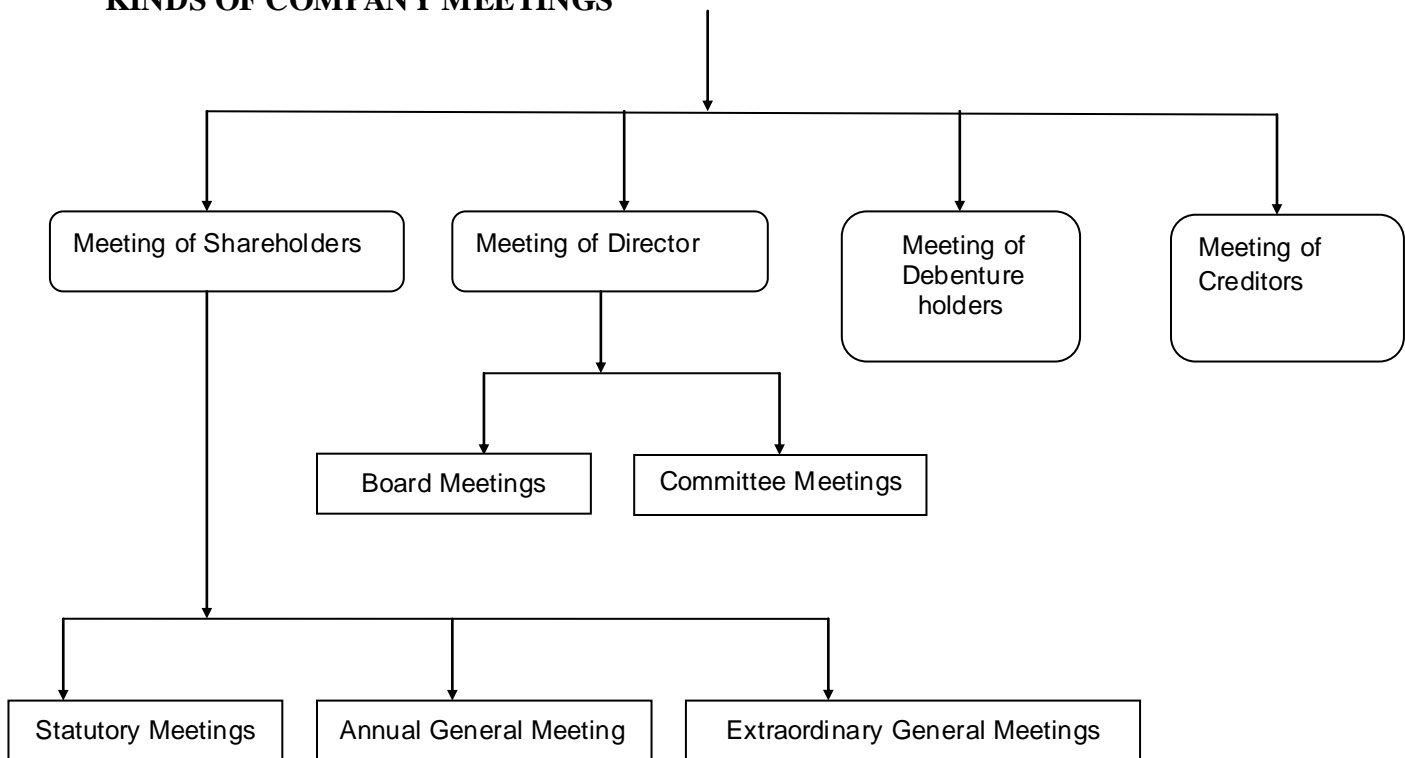 KINDS OF COMPANY MEETINGS
Meeting of Shareholders
Meeting of Director
Meeting of
Debenture
holders
Meeting of
Creditors
Board Meetings
Committee Meetings
Statutory Meetings
Annual General Meeting
Extraordinary General Meetings